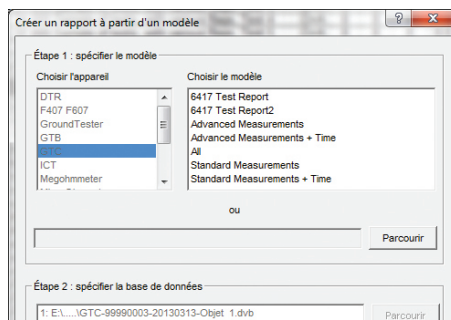 Créer un rapport à partir d'un modèle
Étape 1 : spécifier le modèle
Choisir l'appareil
Choisir le modèle
DTR
F407 F607
GroundTester
GTB
GTC
ICT
Megohmmeter
6417 Test Report
6417 Test Report2
Advanced Measurements
Advanced Measurements + Time
All
Standard Measurements
Standard Measurements + Time
ou
Parcourir
Étape 2 : spécifier la base de données
1: E:\.....\GTC-99990003-20130313-Objet 1.dvb
Parcourir